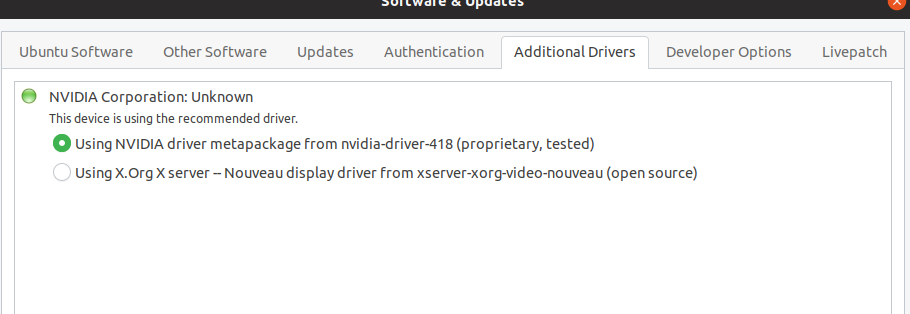 Software & Updates
Ubuntu Software Other Software Updates Authentication Additional Drivers Developer Options Livepatch
NVIDIA Corporation: Unknown
This device is using the recommended driver.
Using NVIDIA driver metapackage from nvidia-driver-418 (proprietary, tested)
Using X.Org X server -- Nouveau display driver from xserver-xorg-video-nouveau (open source)